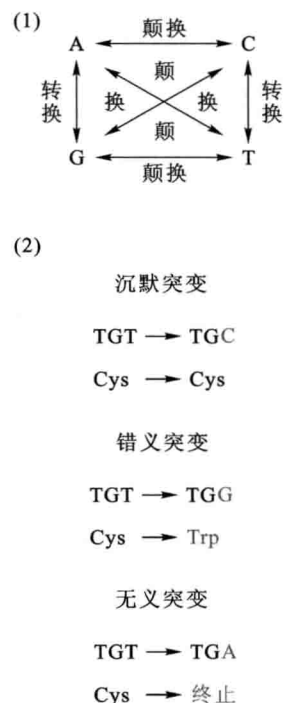 (1)
颠换
A C
颠
转换 换 换 转换
颠
G T
颠换
(2)
沉默突变
TGT → TGC
Cys → Cys
错义突变
TGT → TGG
Cys → Trp
无义突变
TGT → TGA
Cys → 终止